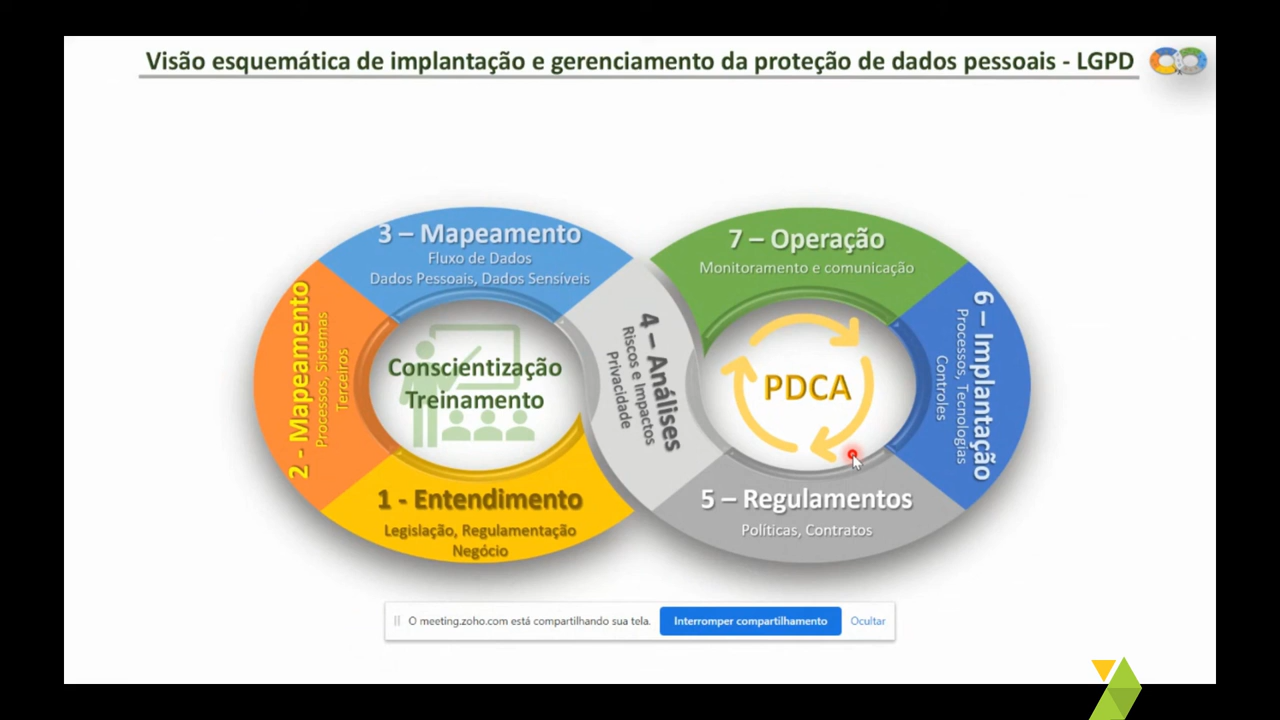 Visão esquemática de implantação e gerenciamento da proteção de dados pessoais - LGPD
3 – Mapeamento
Fluxo de Dados
Dados Pessoais, Dados Sensíveis
2 - Mapeamento
Processos, Sistemas
Terceiros
Conscientização
Treinamento
1 - Entendimento
Legislação, Regulamentação
Negócio
4 – Análises
Riscos e Impactos
Privacidade
7 – Operação
Monitoramento e comunicação
6 – Implantação
Processos, Tecnologias
Controles
PDCA
5 – Regulamentos
Políticas, Contratos
O meeting.zoho.com está compartilhando sua tela.
Interromper compartilhamento
Ocultar